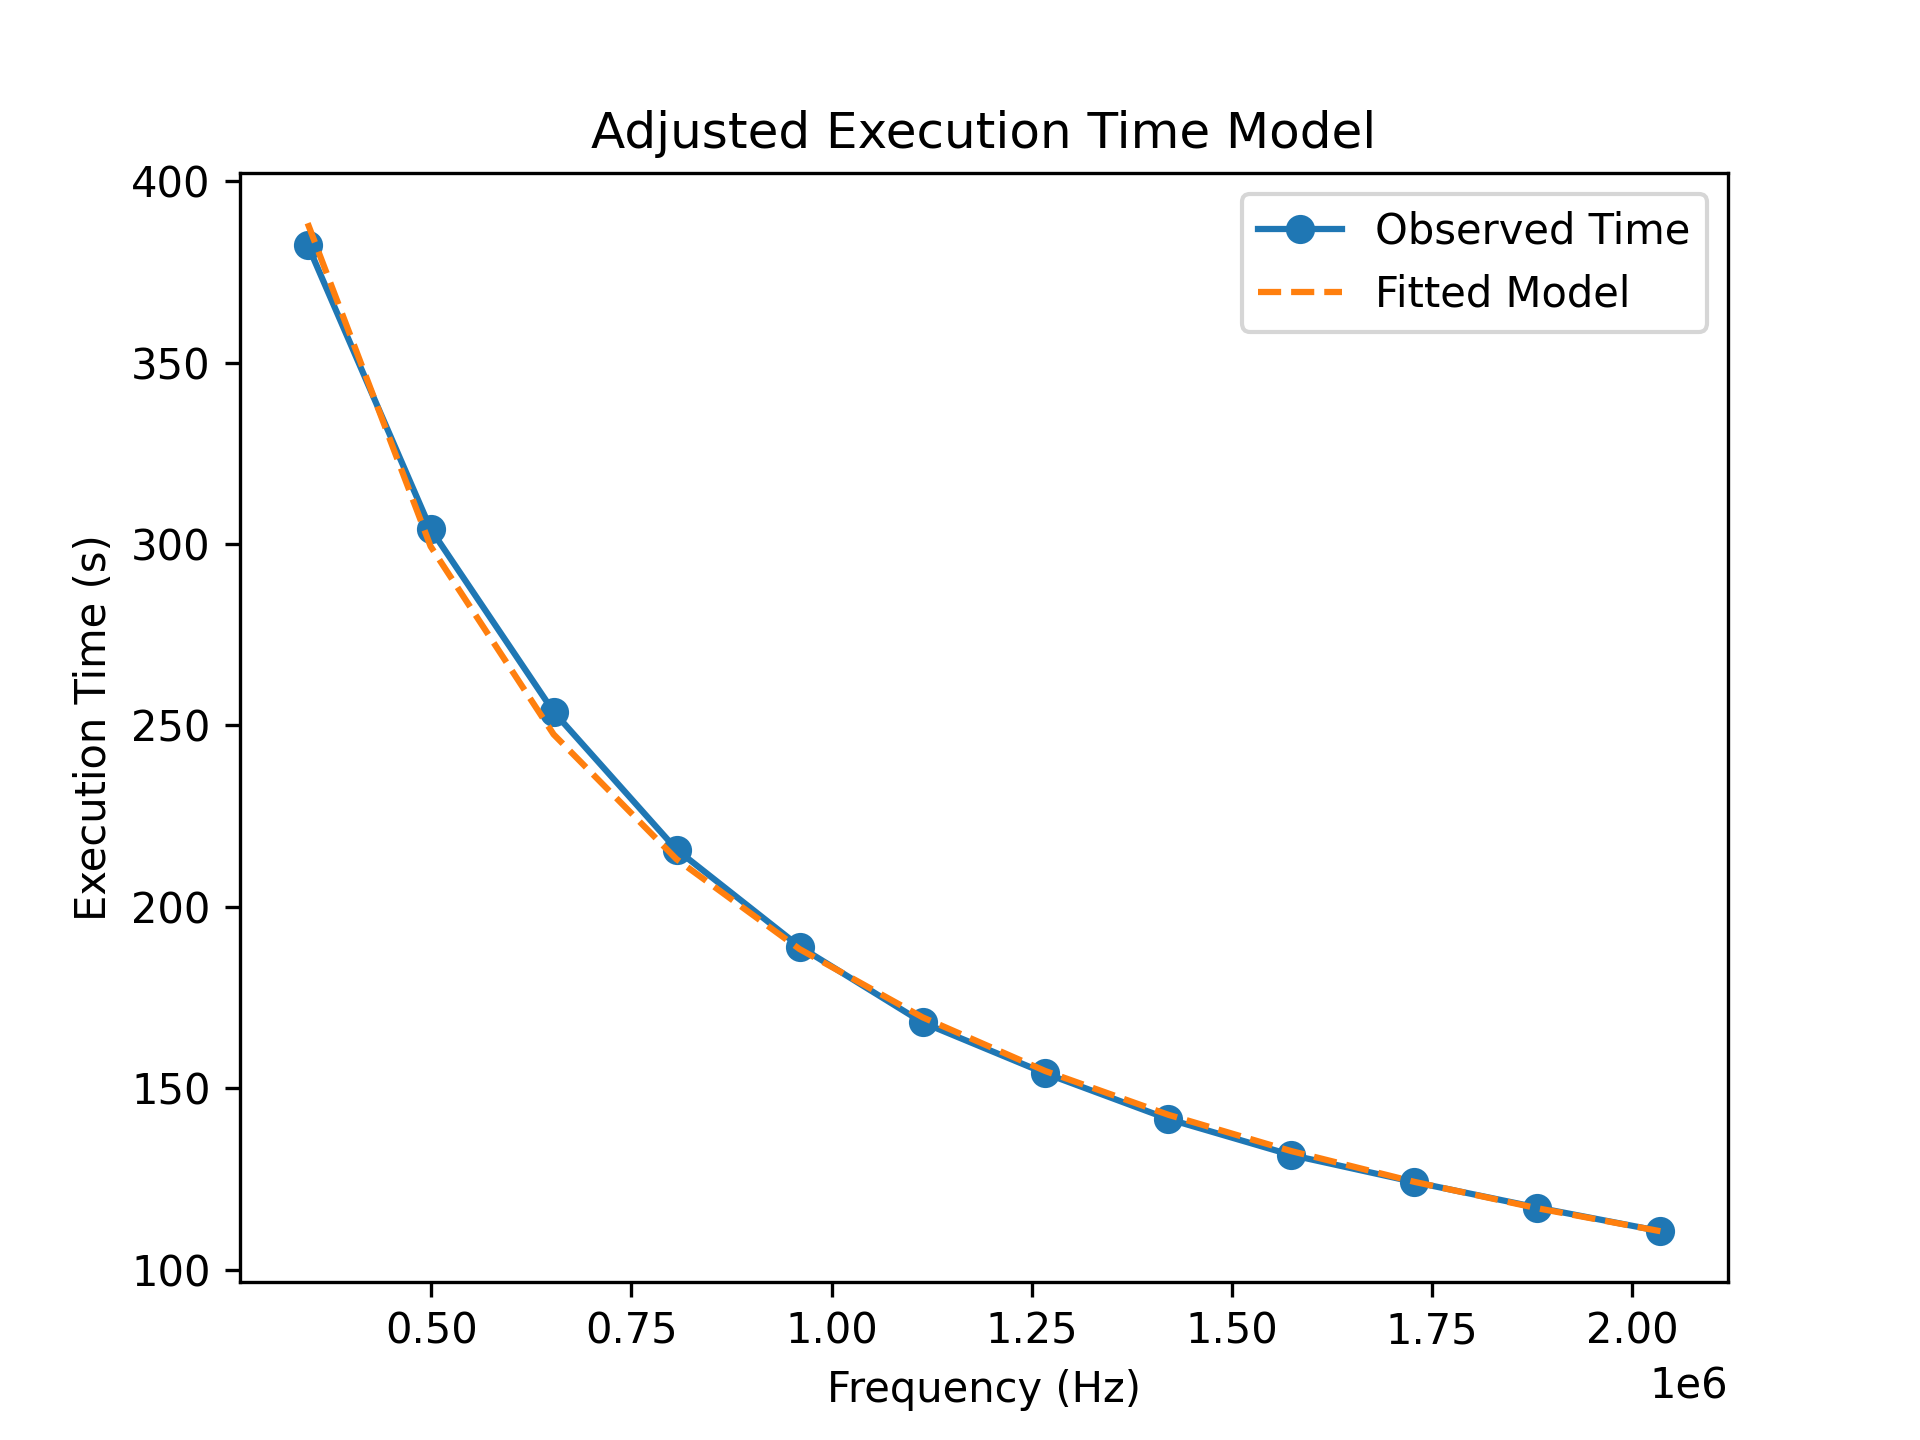 Adjusted Execution Time Model
400
350
300
250
200
150
100
Execution Time (s)
Observed Time
Fitted Model
0.50 0.75 1.00 1.25 1.50 1.75 2.00
1e6
Frequency (Hz)